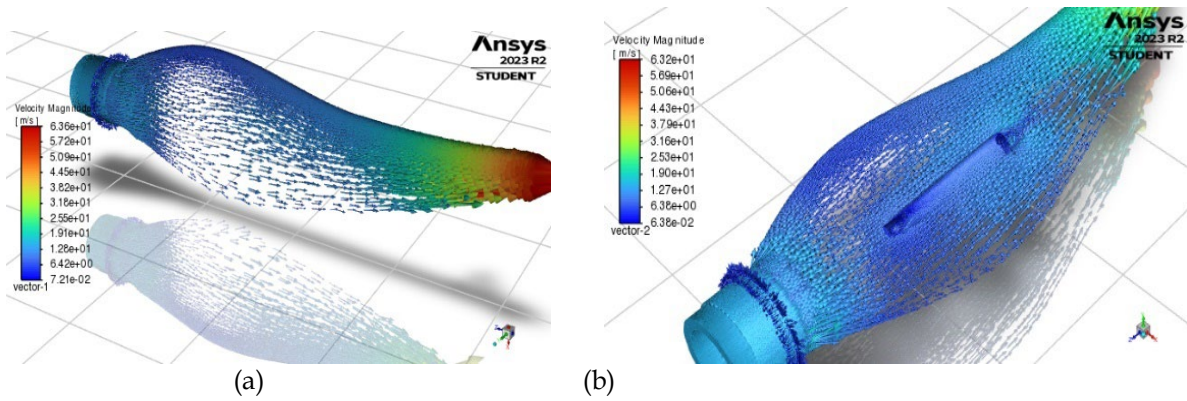 Ansys
2023 R2
STUDENT
Velocity Magnitude
[ m/s ]
6.36e+01
5.72e+01
5.09e+01
4.45e+01
3.82e+01
3.18e+01
2.55e+01
1.91e+01
1.28e+01
6.42e+00
7.21e-02
vector-1
(a)
Ansys
2023 R2
STUDENT
Velocity Magnitude
[ m/s ]
6.32e+01
5.69e+01
5.06e+01
4.43e+01
3.79e+01
3.16e+01
2.53e+01
1.90e+01
1.27e+01
6.38e+00
6.38e-02
vector-2
(b)